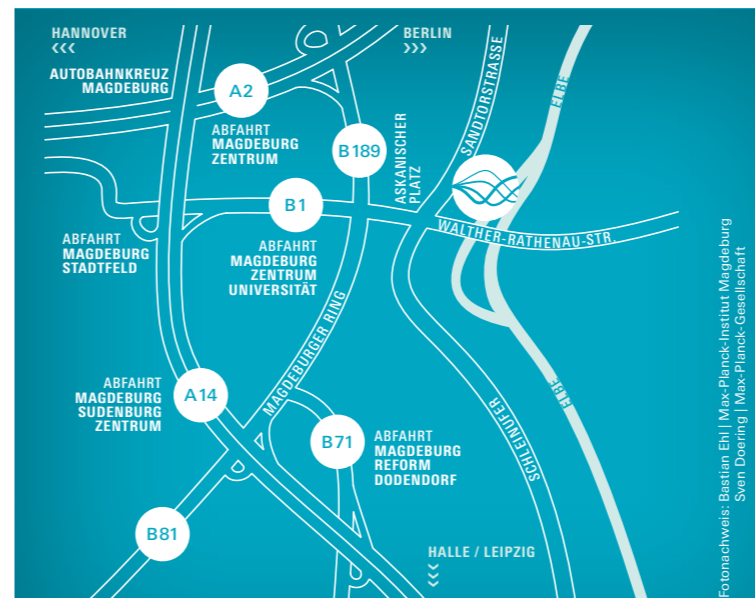 HANNOVER
‹‹‹
BERLIN
›››
AUTOBAHNKREUZ
MAGDEBURG
A2
ABFAHRT
MAGDEBURG
ZENTRUM
B189
ASKANISCHER
PLATZ
SANDTORSTRASSE
ELBE
B1
WALTHER-RATHENAU-STR.
ABFAHRT
MAGDEBURG
STADTFELD
ABFAHRT
MAGDEBURG
ZENTRUM
UNIVERSITÄT
MAGDEBURGER RING
ABFAHRT
MAGDEBURG
SUDENBURG
ZENTRUM
A14
B71
ABFAHRT
MAGDEBURG
REFORM
DODENDORF
SCHLEINUFER
ELBE
B81
HALLE / LEIPZIG
Fotonachweis: Bastian Ehl | Max-Planck-Institut Magdeburg
Sven Doering | Max-Planck-Gesellschaft